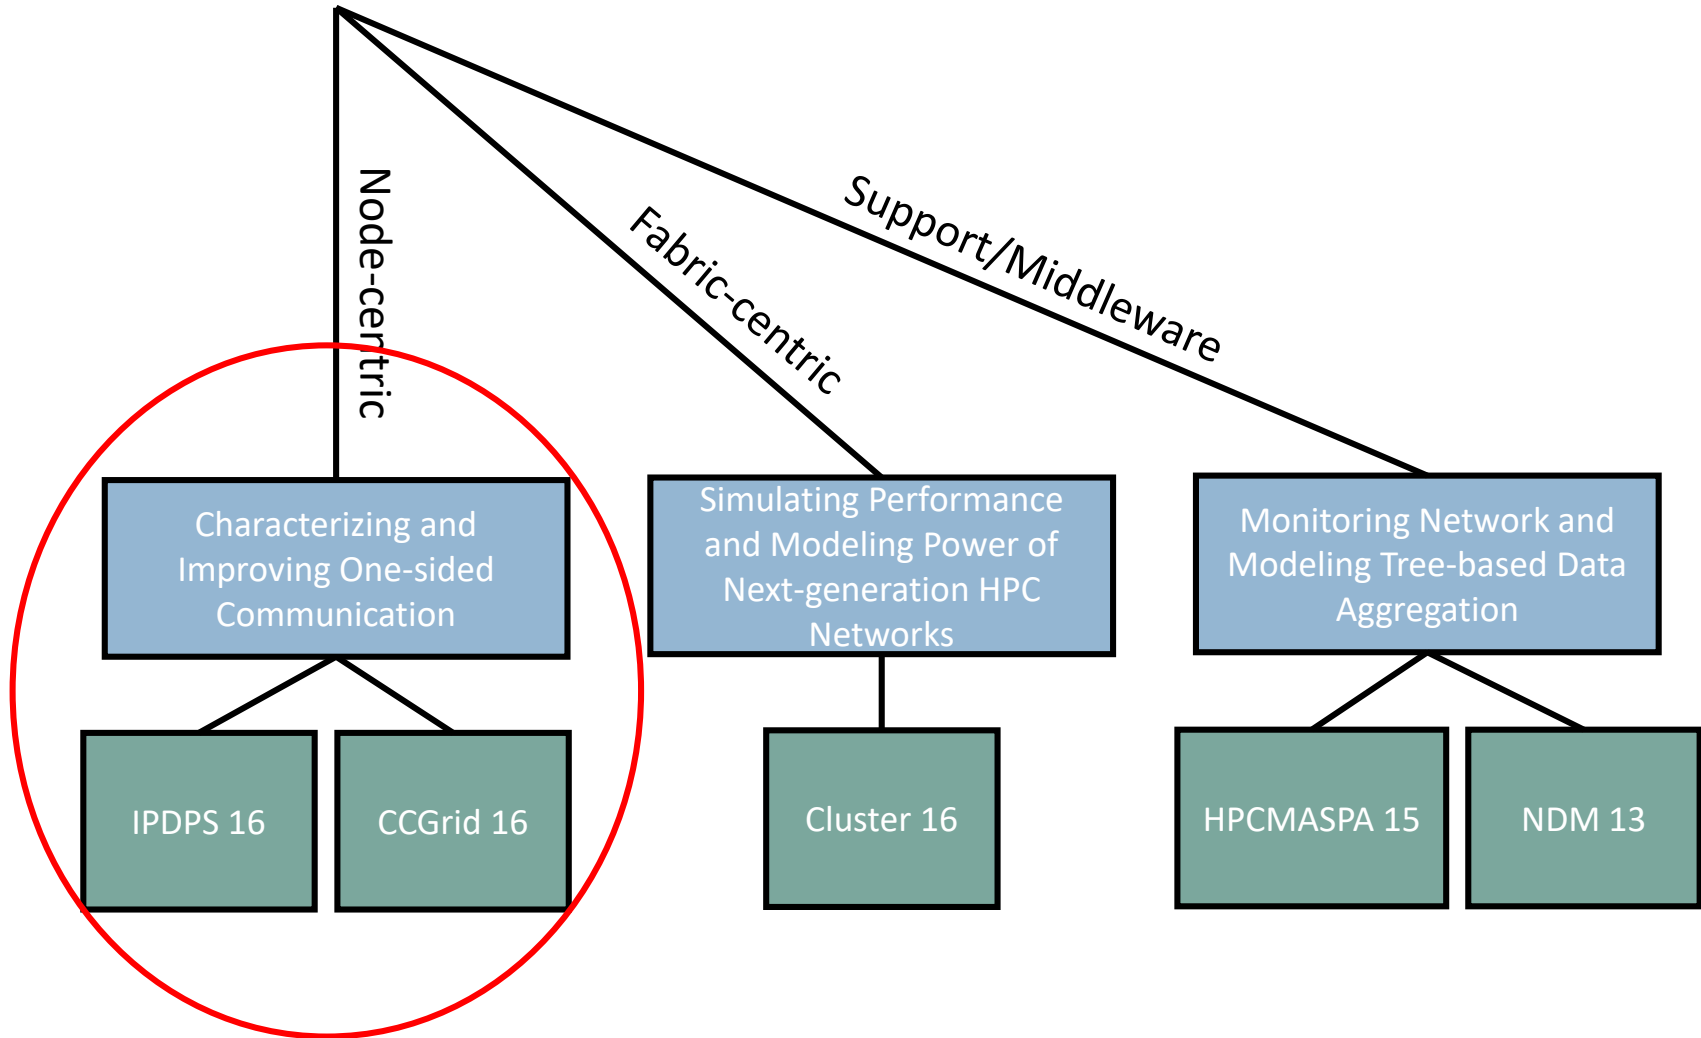 Node-centric
Fabric-centric
Support/Middleware
Characterizing and
Improving One-sided
Communication
Simulating Performance
and Modeling Power of
Next-generation HPC
Networks
Monitoring Network and
Modeling Tree-based Data
Aggregation
IPDPS 16
CCGrid 16
Cluster 16
HPCMASPA 15
NDM 13